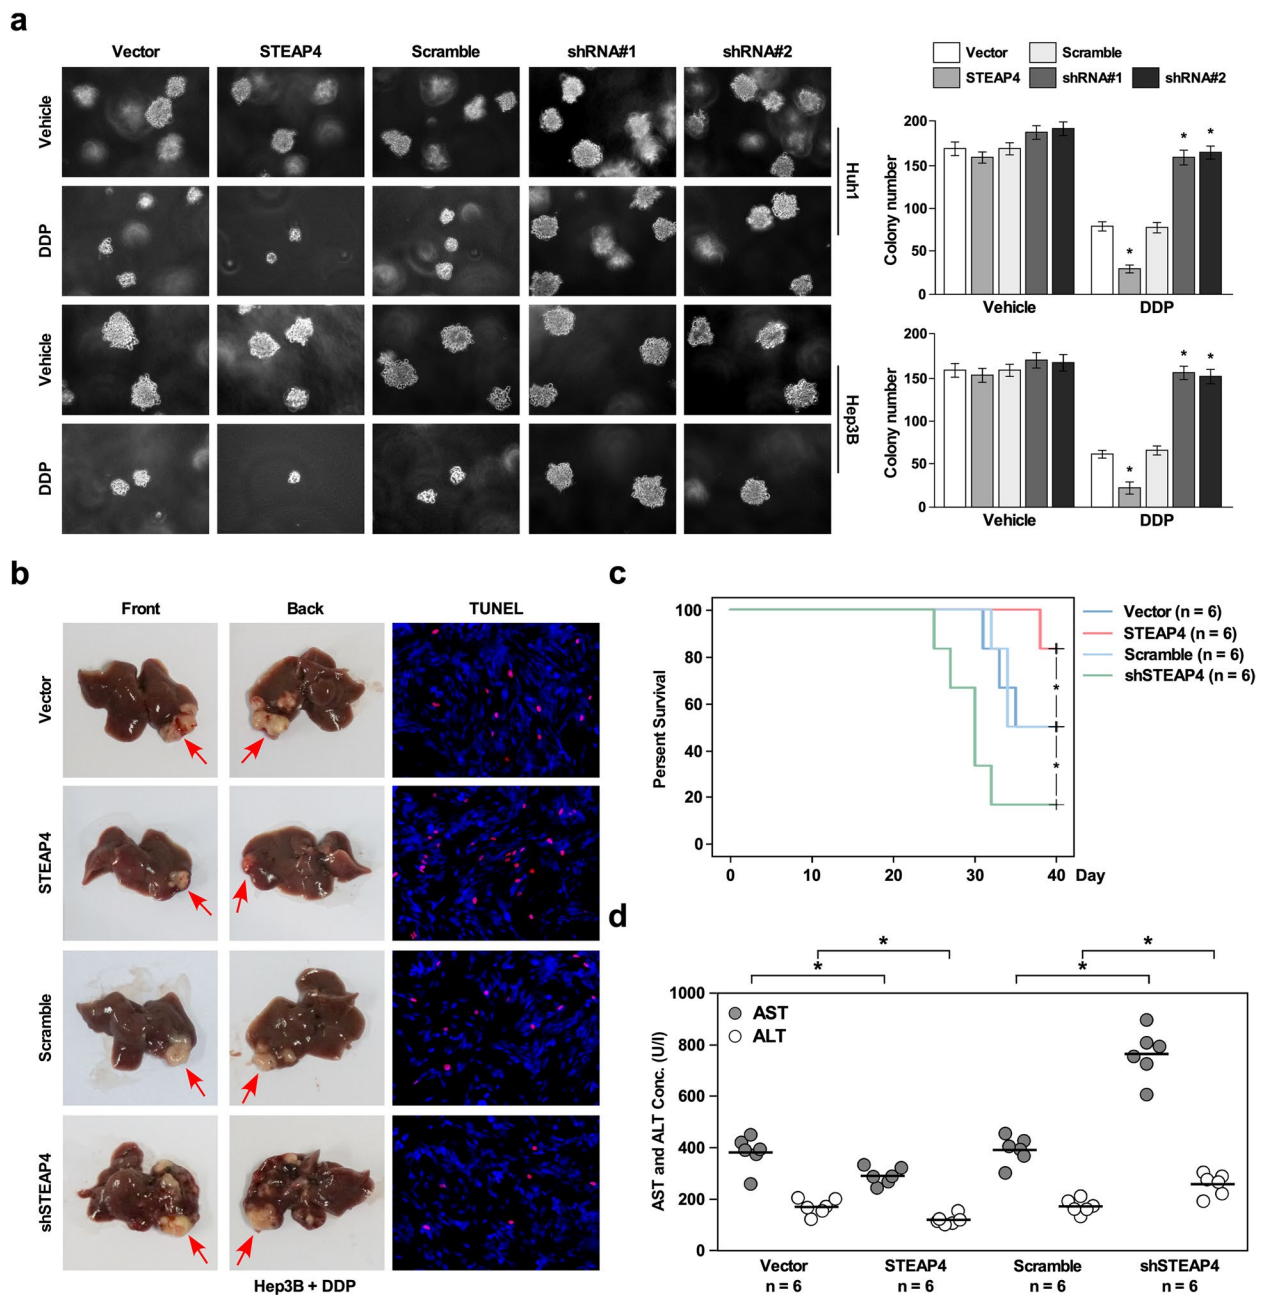 a
Vector STEAP4 Scramble shRNA#1 shRNA#2
Vehicle
DDP
Vehicle
DDP
Huh1
Hep3B
Vector Scramble
STEAP4 shRNA#1 shRNA#2
200
150
100
50
0
Colony number
* * *
Vehicle DDP
200
150
100
50
0
Colony number
* * *
Vehicle DDP
b
Front Back TUNEL
Vector
STEAP4
Scramble
shSTEAP4
Hep3B + DDP
c
100
80
60
40
20
0
Persent Survival
0 10 20 30 40 Day
*
*
Vector (n = 6)
STEAP4 (n = 6)
Scramble (n = 6)
shSTEAP4 (n = 6)
d
* *
* *
1000
800
600
400
200
0
AST and ALT Conc. (U/l)
AST
ALT
Vector STEAP4 Scramble shSTEAP4
n = 6 n = 6 n = 6 n = 6